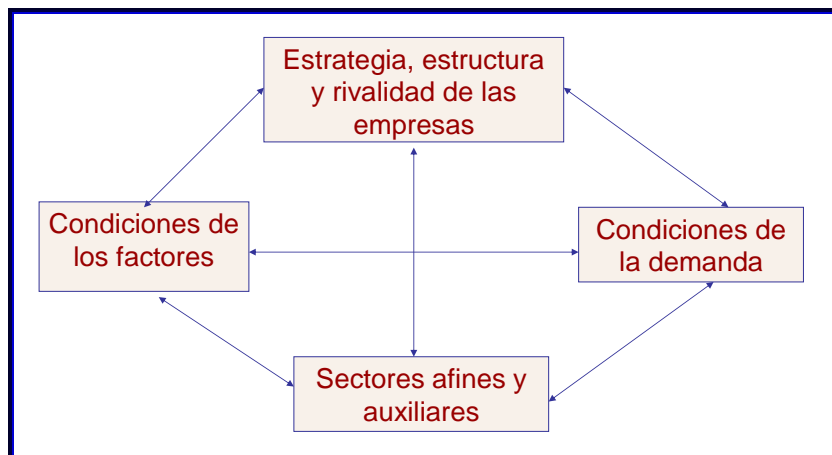 Estrategia, estructura
y rivalidad de las
empresas
Condiciones de
los factores
Condiciones de
la demanda
Sectores afines y
auxiliares